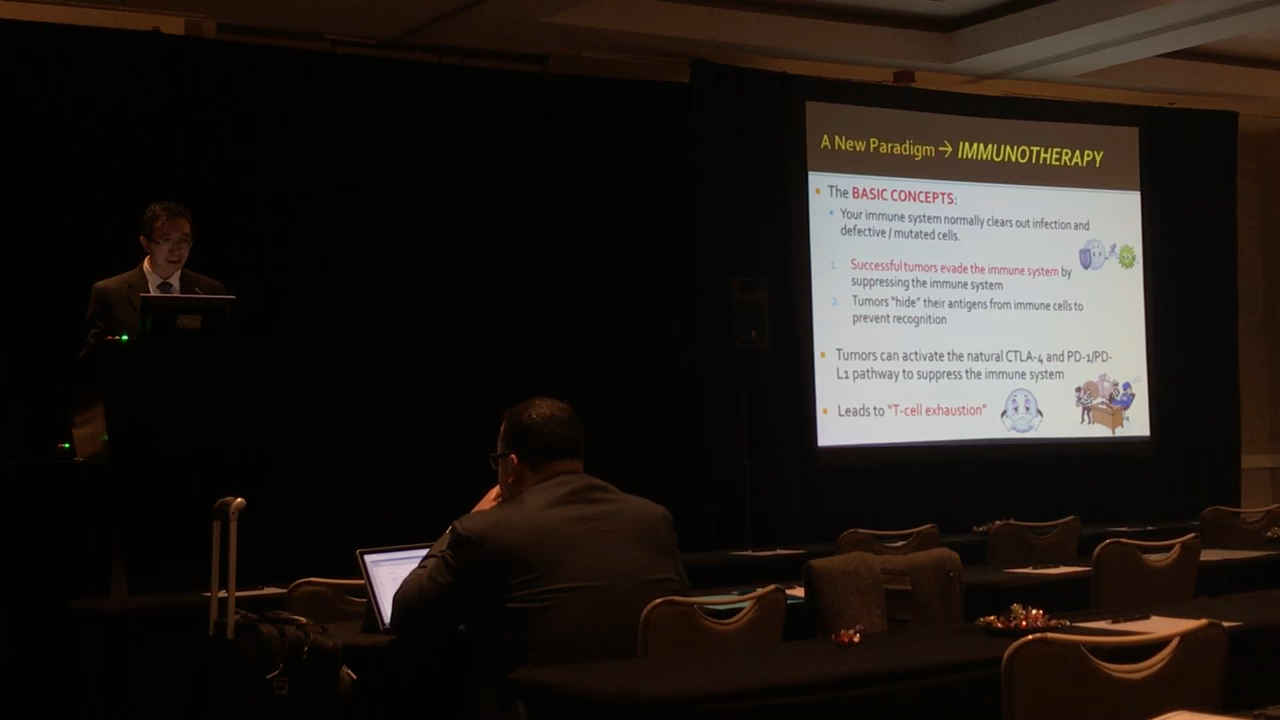 A New Paradigm → IMMUNOTHERAPY
The BASIC CONCEPTS:
Your immune system normally clears out infection and
defective / mutated cells.
1. Successful tumors evade the immune system by
suppressing the immune system
2. Tumors "hide" their antigens from immune cells to
prevent recognition
Tumors can activate the natural CTLA-4 and PD-1/PD-
L1 pathway to suppress the immune system
Leads to "T-cell exhaustion"